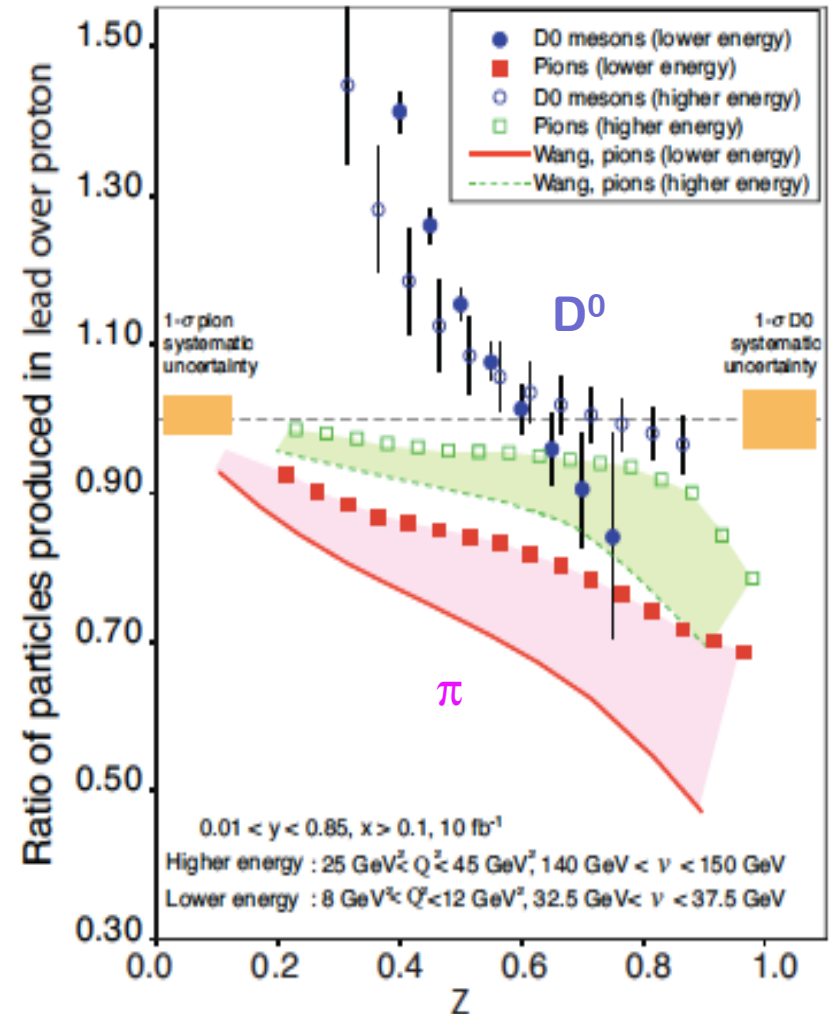 Ratio of particles produced in lead over proton
1.50
1.30
1.10
0.90
0.70
0.50
0.30
D0 mesons (lower energy)
Pions (lower energy)
D0 mesons (higher energy)
Pions (higher energy)
Wang, pions (lower energy)
Wang, pions (higher energy)
D⁰
1-σ pion
systematic
uncertainty
1-σ D0
systematic
uncertainty
π
0.01 < y < 0.85, x > 0.1, 10 fb⁻¹
Higher energy : 25 GeV²< Q²< 45 GeV², 140 GeV < ν < 150 GeV
Lower energy : 8 GeV²< Q²<12 GeV², 32.5 GeV< ν < 37.5 GeV
0.0 0.2 0.4 0.6 0.8 1.0
Z